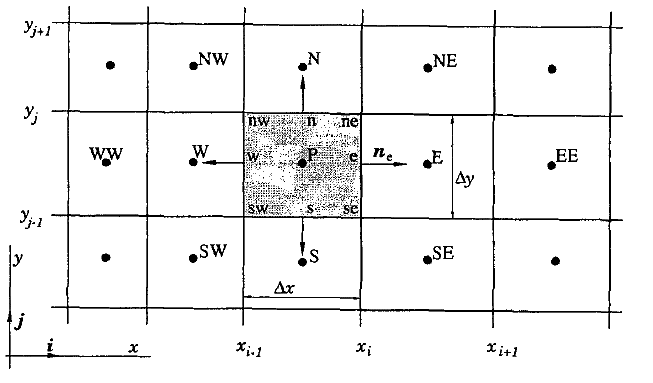 y_{j+1}
NW N NE
y_j
nw n ne
WW W w P e n_e E EE
Δy
sw s se
y_{j-1}
SW S SE
y
Δx
j
i x x_{i-1} x_i x_{i+1}